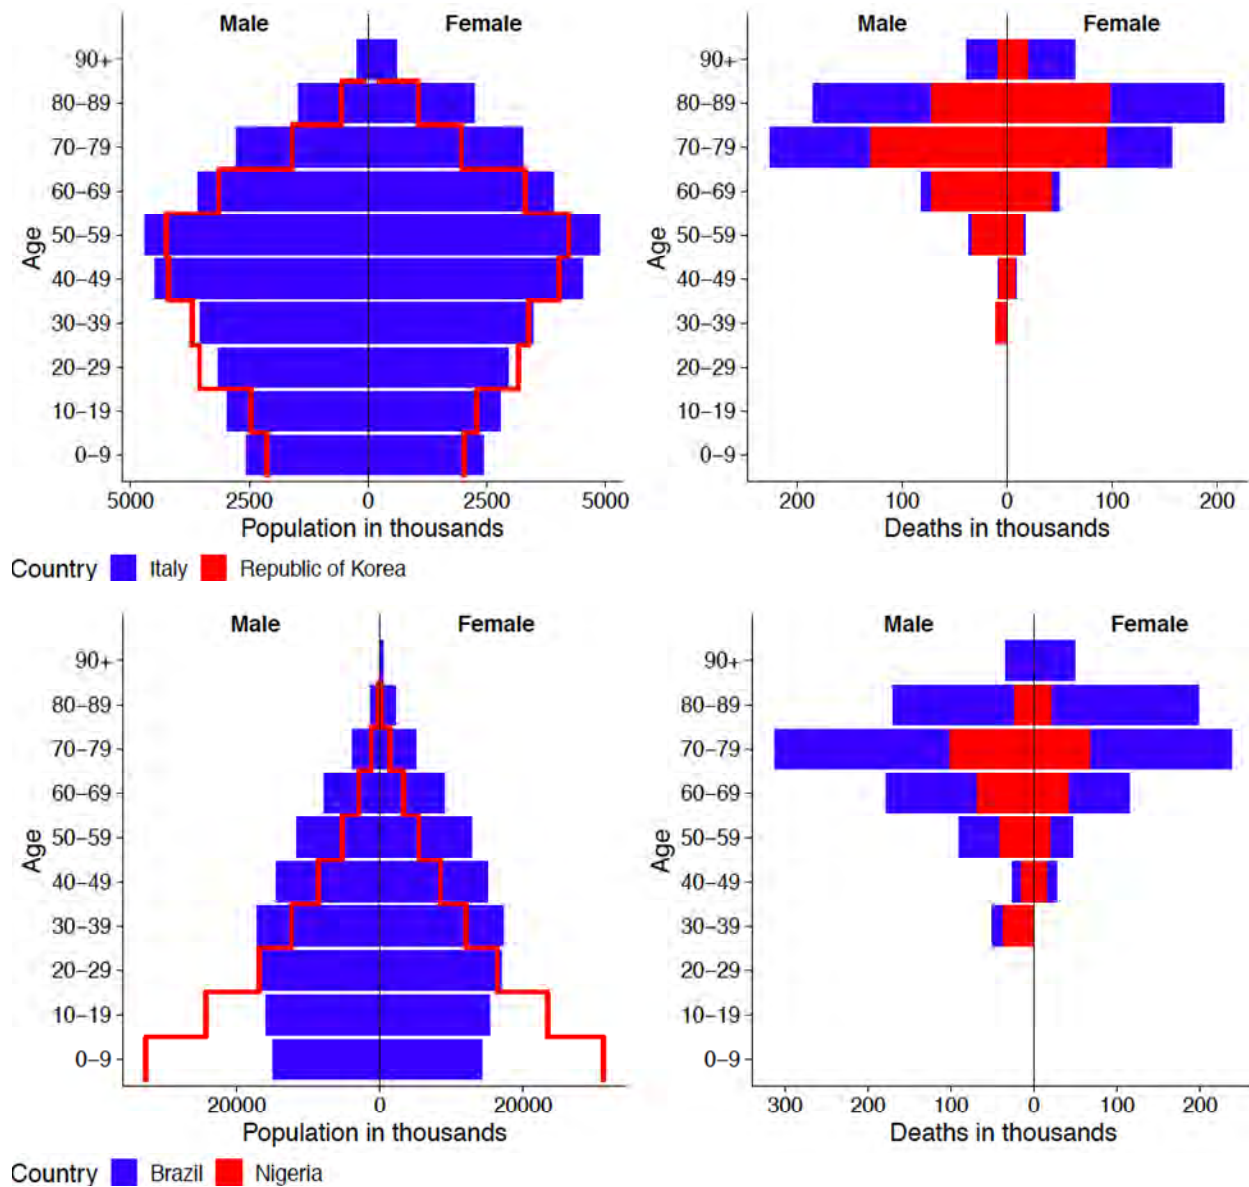 Male Female Male Female
90+ 90+
80–89 80–89
70–79 70–79
60–69 60–69
50–59 50–59
Age Age
40–49 40–49
30–39 30–39
20–29 20–29
10–19 10–19
0–9 0–9
5000 2500 0 2500 5000 200 100 0 100 200
Population in thousands Deaths in thousands
Country Italy Republic of Korea
Male Female Male Female
90+ 90+
80–89 80–89
70–79 70–79
60–69 60–69
50–59 50–59
Age Age
40–49 40–49
30–39 30–39
20–29 20–29
10–19 10–19
0–9 0–9
20000 0 20000 300 200 100 0 100 200
Population in thousands Deaths in thousands
Country Brazil Nigeria